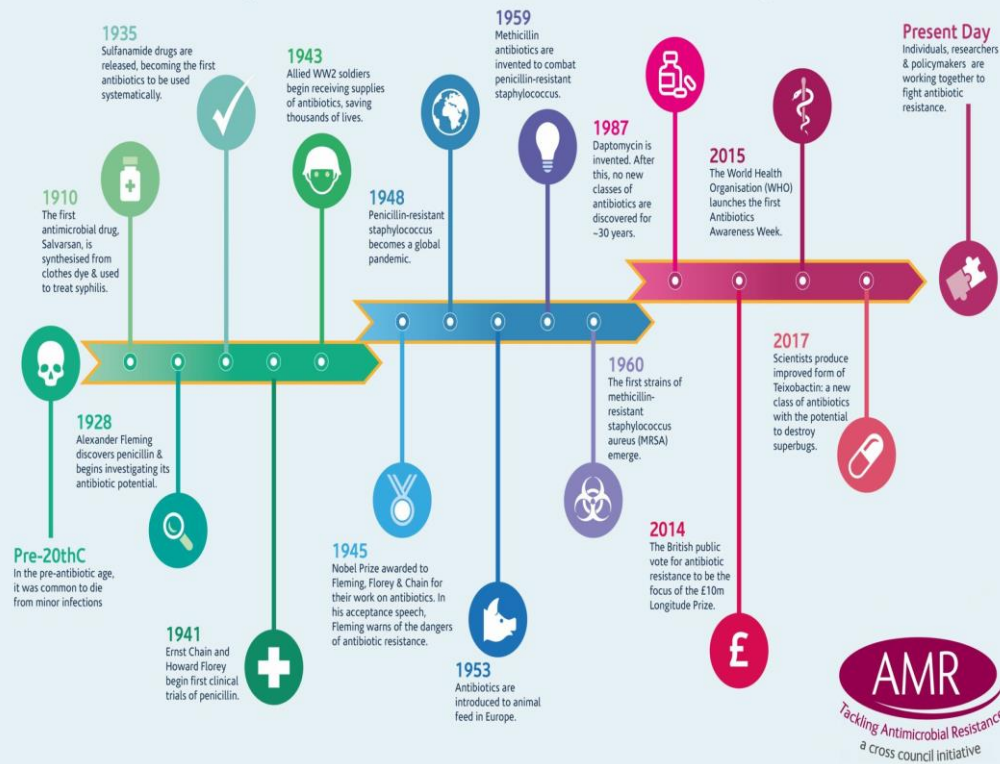 Pre-20thC
In the pre-antibiotic age,
it was common to die
from minor infections
1910
The first
antimicrobial drug,
Salvarsan, is
synthesised from
clothes dye & used
to treat syphilis.
1928
Alexander Fleming
discovers penicillin &
begins investigating its
antibiotic potential.
1935
Sulfanamide drugs are
released, becoming the first
antibiotics to be used
systematically.
1941
Ernst Chain and
Howard Florey
begin first clinical
trials of penicillin.
1943
Allied WW2 soldiers
begin receiving supplies
of antibiotics, saving
thousands of lives.
1945
Nobel Prize awarded to
Fleming, Florey & Chain for
their work on antibiotics. In
his acceptance speech,
Fleming warns of the dangers
of antibiotic resistance.
1948
Penicillin-resistant
staphylococcus
becomes a global
pandemic.
1953
Antibiotics are
introduced to animal
feed in Europe.
1959
Methicillin
antibiotics are
invented to combat
penicillin-resistant
staphylococcus.
1960
The first strains of
methicillin-
resistant
staphylococcus
aureus (MRSA)
emerge.
1987
Daptomycin is
invented. After
this, no new
classes of
antibiotics are
discovered for
~30 years.
2014
The British public
vote for antibiotic
resistance to be the
focus of the £10m
Longitude Prize.
£
2015
The World Health
Organisation (WHO)
launches the first
Antibiotics
Awareness Week.
2017
Scientists produce
improved form of
Teixobactin: a new
class of antibiotics
with the potential
to destroy
superbugs.
Present Day
Individuals, researchers
& policymakers are
working together to
fight antibiotic
resistance.
AMR
Tackling Antimicrobial Resistance
a cross council initiative